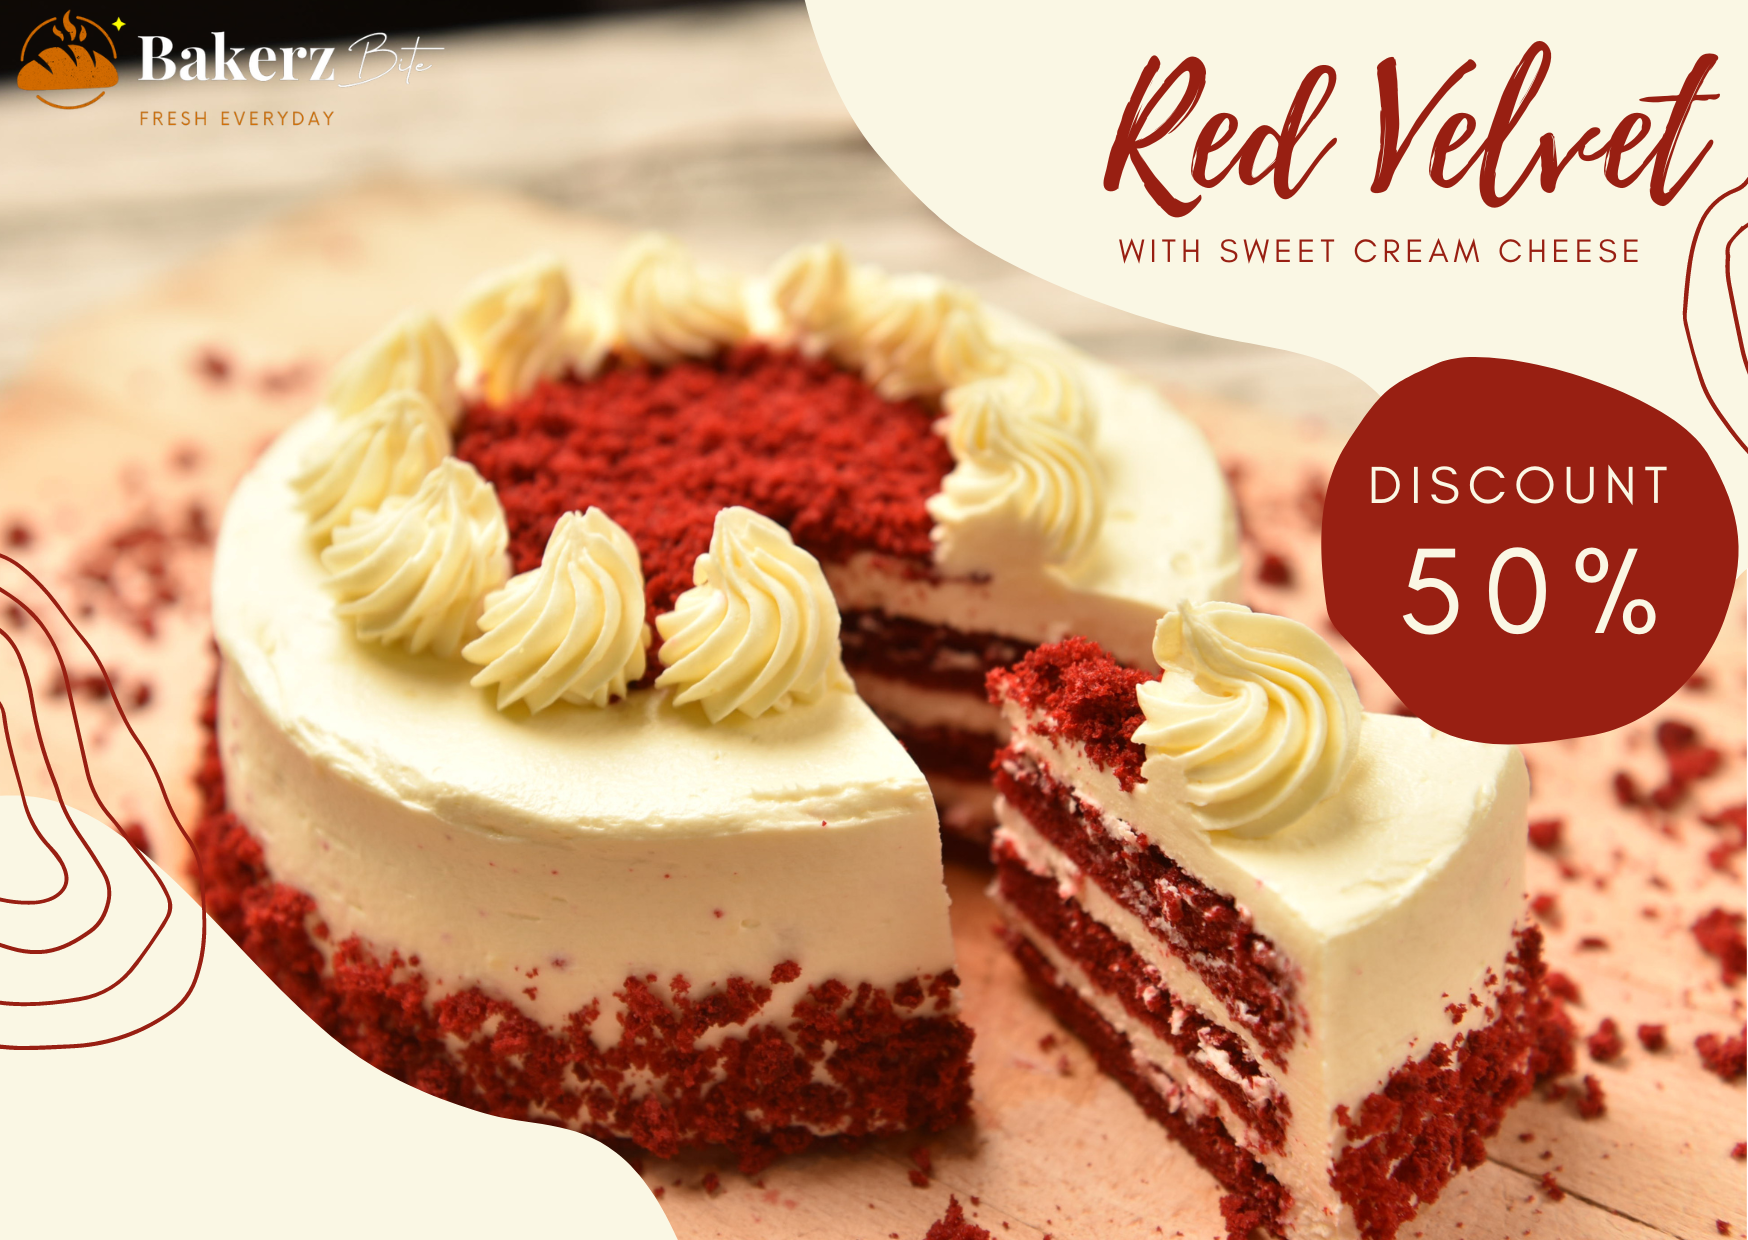 Bakerz Bite
FRESH EVERYDAY
Red Velvet
WITH SWEET CREAM CHEESE
DISCOUNT
50%